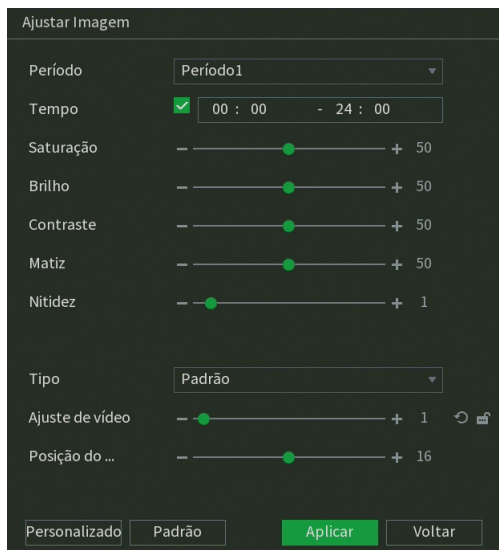 Ajustar Imagem
Período Período1
Tempo 00 : 00 - 24 : 00
Saturação 50
Brilho 50
Contraste 50
Matiz 50
Nitidez 1
Tipo Padrão
Ajuste de vídeo 1
Posição do ... 16
Personalizado Padrão Aplicar Voltar